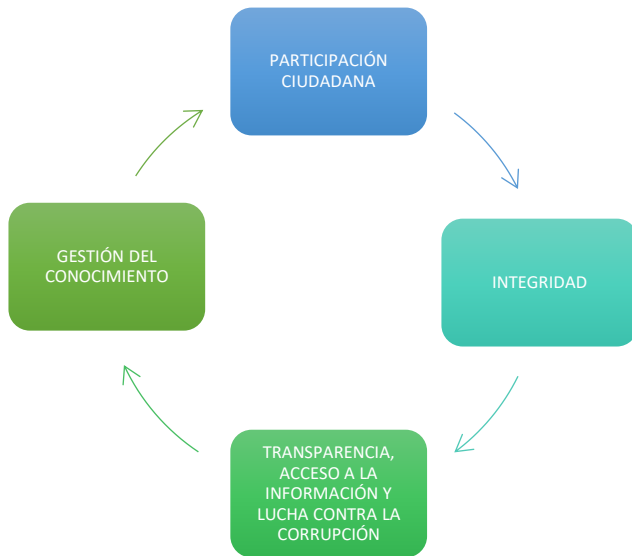 PARTICIPACIÓN
CIUDADANA
INTEGRIDAD
TRANSPARENCIA,
ACCESO A LA
INFORMACIÓN Y
LUCHA CONTRA LA
CORRUPCIÓN
GESTIÓN DEL
CONOCIMIENTO